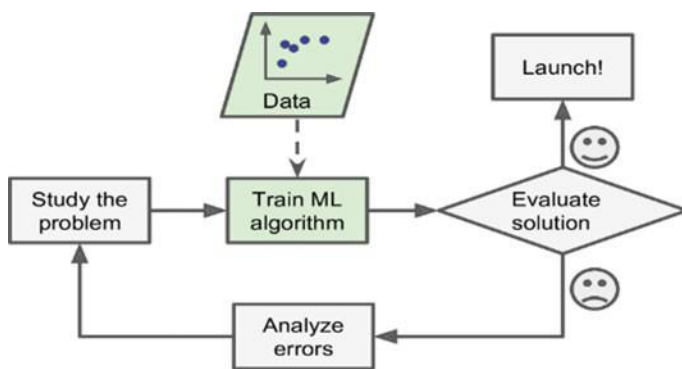 Data
Launch!
Study the
problem
Train ML
algorithm
Evaluate
solution
Analyze
errors